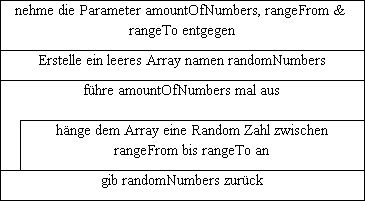 nehme die Parameter amountOfNumbers, rangeFrom &
rangeTo entgegen
Erstelle ein leeres Array namen randomNumbers
führe amountOfNumbers mal aus
hänge dem Array eine Random Zahl zwischen
rangeFrom bis rangeTo an
gib randomNumbers zurück